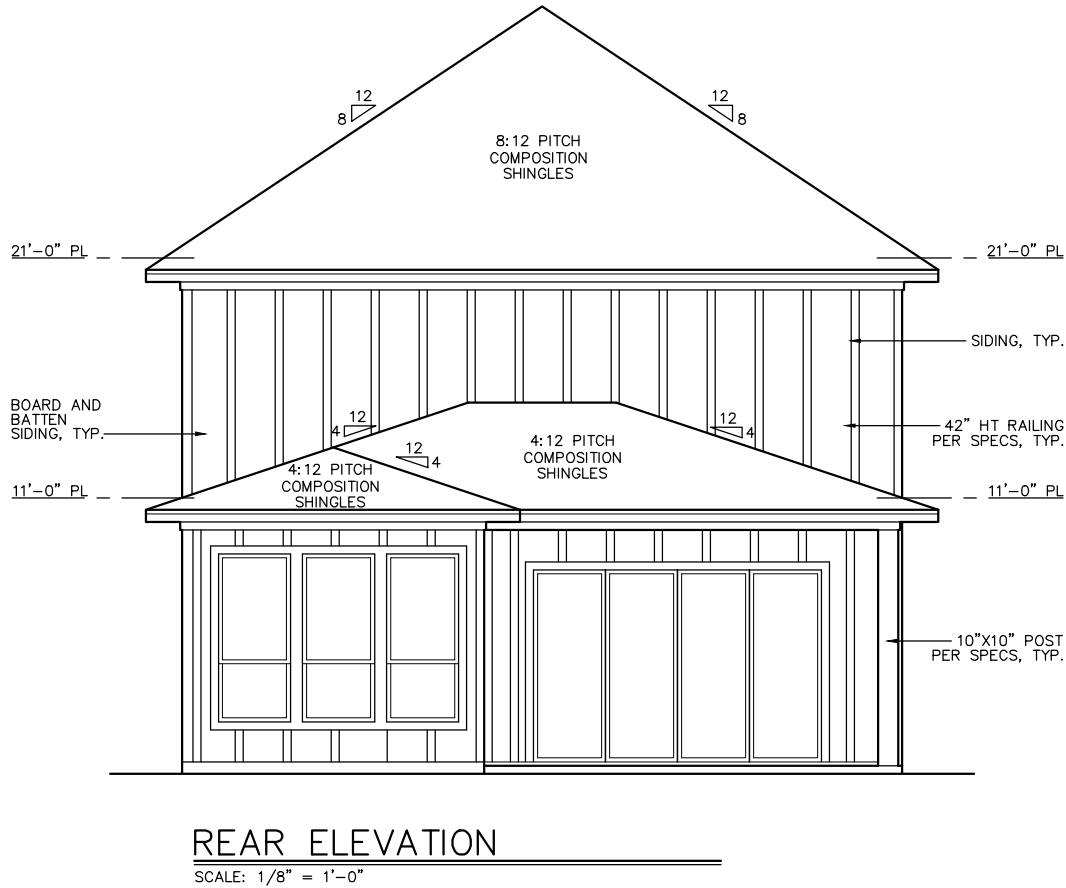 12
8
12
8
8:12 PITCH
COMPOSITION
SHINGLES
21'-0" PL
21'-0" PL
SIDING, TYP.
BOARD AND
BATTEN
SIDING, TYP.
12
4
12
4
42" HT RAILING
PER SPECS, TYP.
12
4
4:12 PITCH
COMPOSITION
SHINGLES
4:12 PITCH
COMPOSITION
SHINGLES
11'-0" PL
11'-0" PL
10"X10" POST
PER SPECS, TYP.
REAR ELEVATION
SCALE: 1/8" = 1'-0"